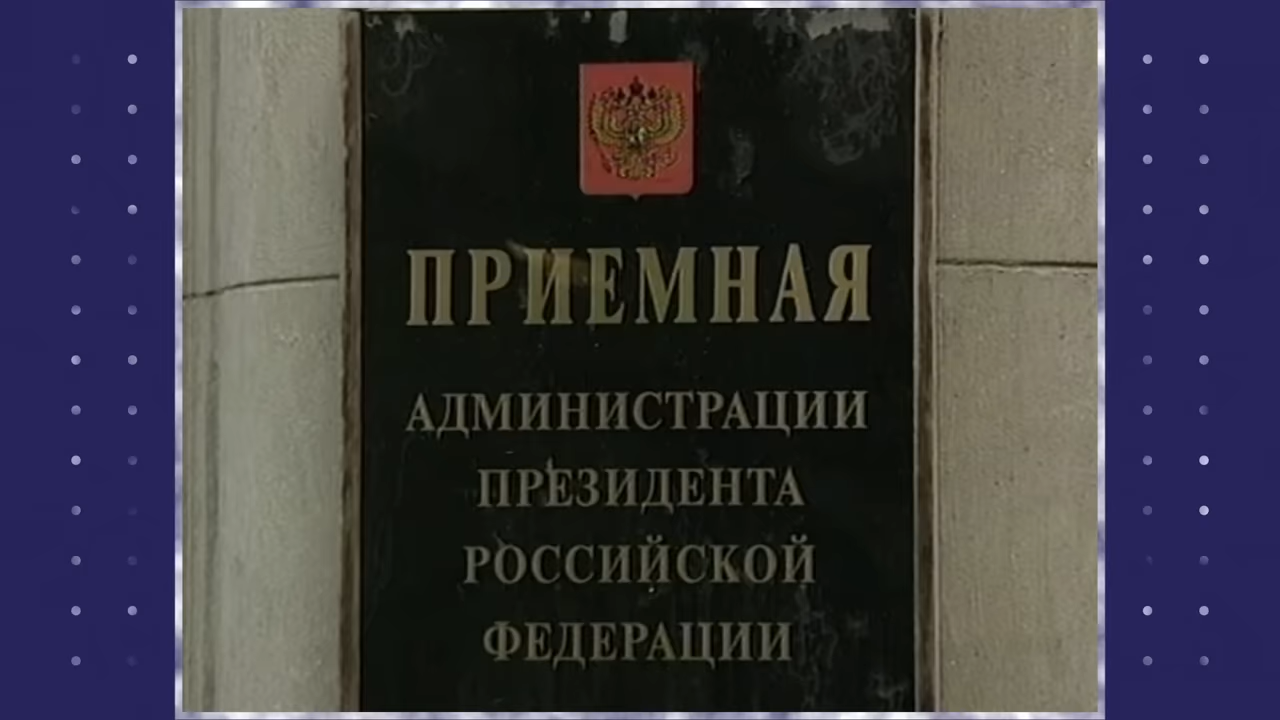 ПРИЕМНАЯ
АДМИНИСТРАЦИИ
ПРЕЗИДЕНТА
РОССИЙСКОЙ
ФЕДЕРАЦИИ